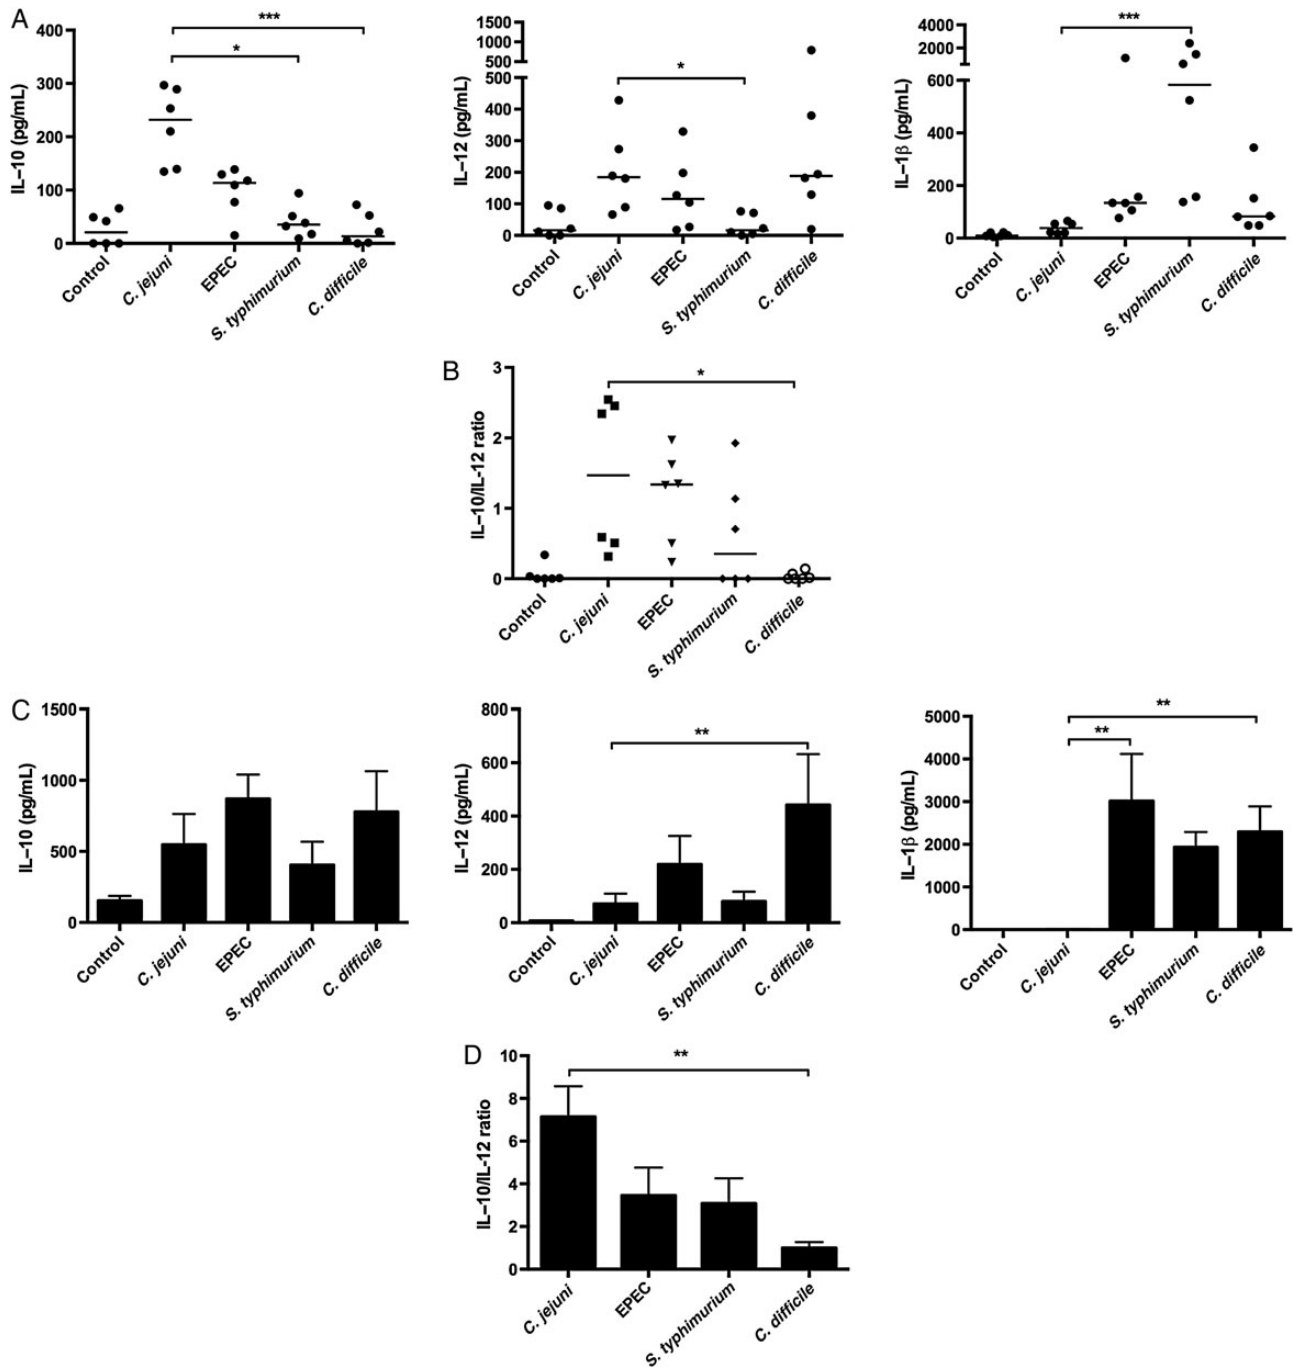 A
IL–10 (pg/mL)
400
300
200
100
0
***
*
Control
C. jejuni
EPEC
S. typhimurium
C. difficile
IL–12 (pg/mL)
1500
1000
500
500
400
300
200
100
0
*
Control
C. jejuni
EPEC
S. typhimurium
C. difficile
IL–1β (pg/mL)
4000
2000
600
400
200
0
***
Control
C. jejuni
EPEC
S. typhimurium
C. difficile
B
IL–10/IL-12 ratio
3
2
1
0
*
Control
C. jejuni
EPEC
S. typhimurium
C. difficile
C
IL–10 (pg/mL)
1500
1000
500
0
Control
C. jejuni
EPEC
S. typhimurium
C. difficile
IL–12 (pg/mL)
800
600
400
200
0
**
Control
C. jejuni
EPEC
S. typhimurium
C. difficile
IL–1β (pg/mL)
5000
4000
3000
2000
1000
0
**
**
Control
C. jejuni
EPEC
S. typhimurium
C. difficile
D
IL–10/IL-12 ratio
10
8
6
4
2
0
**
C. jejuni
EPEC
S. typhimurium
C. difficile